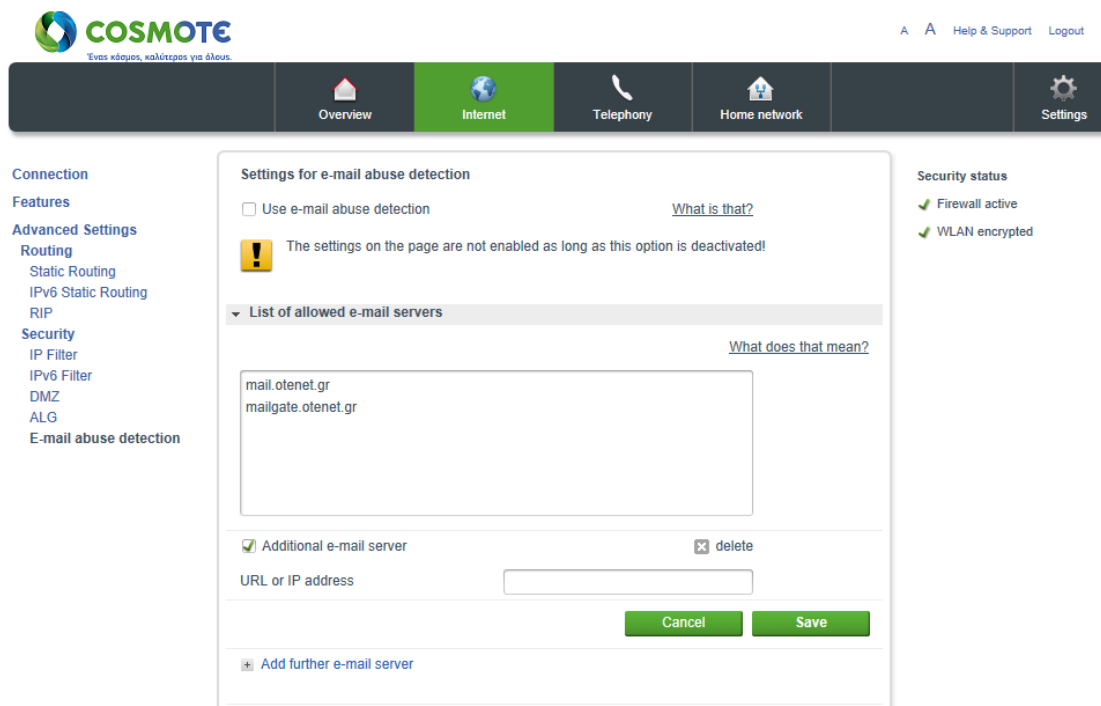 COSMOTE
Ένας κόσμος, καλύτερος για όλους.
A A Help & Support Logout
Overview
Internet
Telephony
Home network
Settings
Connection
Features
Advanced Settings
Routing
Static Routing
IPv6 Static Routing
RIP
Security
IP Filter
IPv6 Filter
DMZ
ALG
E-mail abuse detection
Settings for e-mail abuse detection
Use e-mail abuse detection What is that?
The settings on the page are not enabled as long as this option is deactivated!
List of allowed e-mail servers
What does that mean?
mail.otenet.gr
mailgate.otenet.gr
Additional e-mail server delete
URL or IP address
Cancel Save
Add further e-mail server
Security status
Firewall active
WLAN encrypted